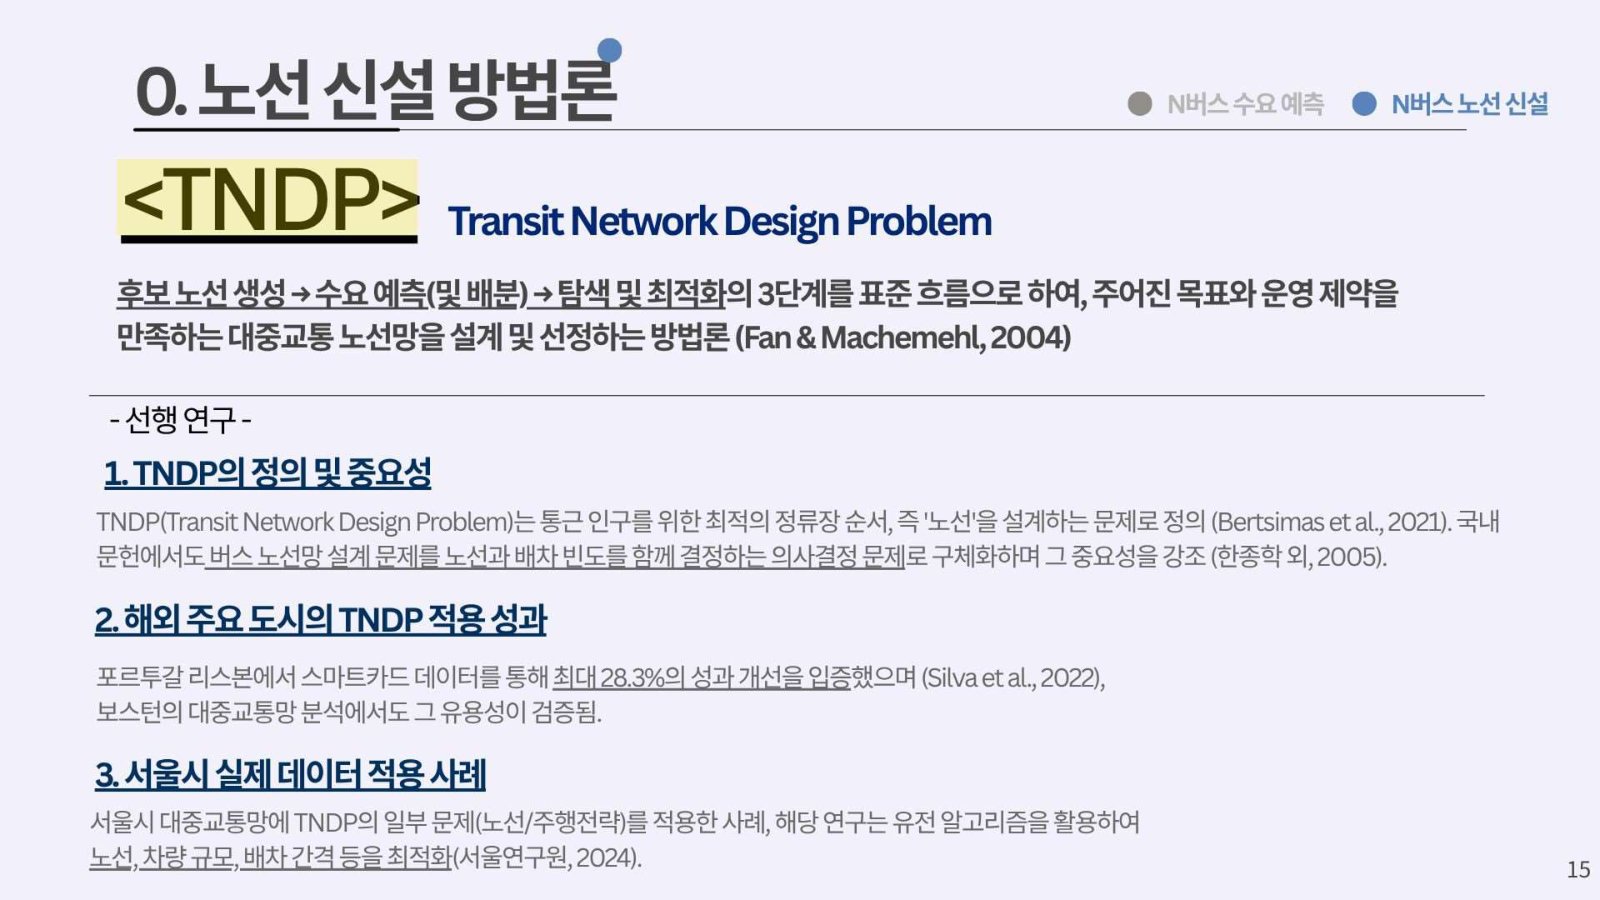 0. 노선 신설 방법론
N버스 수요 예측
N버스 노선 신설
<TNDP>
Transit Network Design Problem
후보 노선 생성 → 수요 예측(및 배분) → 탐색 및 최적화의 3단계를 표준 흐름으로 하여, 주어진 목표와 운영 제약을
만족하는 대중교통 노선망을 설계 및 선정하는 방법론 (Fan & Machemehl, 2004)
- 선행 연구 -
1. TNDP의 정의 및 중요성
TNDP(Transit Network Design Problem)는 통근 인구를 위한 최적의 정류장 순서, 즉 '노선'을 설계하는 문제로 정의 (Bertsimas et al., 2021). 국내
문헌에서도 버스 노선망 설계 문제를 노선과 배차 빈도를 함께 결정하는 의사결정 문제로 구체화하며 그 중요성을 강조 (한종학 외, 2005).
2. 해외 주요 도시의 TNDP 적용 성과
포르투갈 리스본에서 스마트카드 데이터를 통해 최대 28.3%의 성과 개선을 입증했으며 (Silva et al., 2022),
보스턴의 대중교통망 분석에서도 그 유용성이 검증됨.
3. 서울시 실제 데이터 적용 사례
서울시 대중교통망에 TNDP의 일부 문제(노선/주행전략)를 적용한 사례, 해당 연구는 유전 알고리즘을 활용하여
노선, 차량 규모, 배차 간격 등을 최적화(서울연구원, 2024).
15